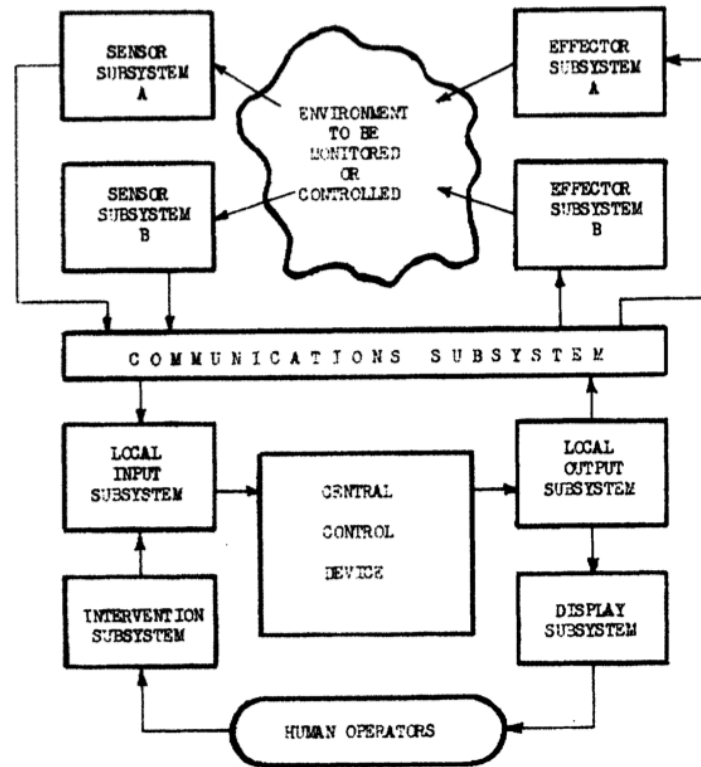 SENSOR
SUBSYSTEM
A
ENVIRONMENT
TO BE
MONITORED
OR
CONTROLLED
EFFECTOR
SUBSYSTEM
A
SENSOR
SUBSYSTEM
B
EFFECTOR
SUBSYSTEM
B
COMMUNICATIONS SUBSYSTEM
LOCAL
INPUT
SUBSYSTEM
CENTRAL
CONTROL
DEVICE
LOCAL
OUTPUT
SUBSYSTEM
INTERVENTION
SUBSYSTEM
DISPLAY
SUBSYSTEM
HUMAN OPERATORS